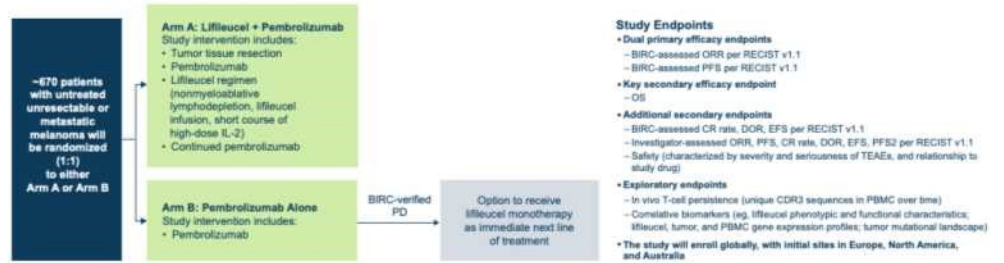 ~670 patients
with untreated
unresectable or
metastatic
melanoma will
be randomized
(1:1)
to either
Arm A or Arm B
Arm A: Lifileucel + Pembrolizumab
Study intervention includes:
• Tumor tissue resection
• Pembrolizumab
• Lifileucel regimen
(nonmyeloablative
lymphodepletion, lifileucel
infusion, short course of
high-dose IL-2)
• Continued pembrolizumab
Arm B: Pembrolizumab Alone
Study intervention includes:
• Pembrolizumab
BIRC-verified
PD
Option to receive
lifileucel monotherapy
as immediate next line
of treatment
Study Endpoints
• Dual primary efficacy endpoints
– BIRC-assessed ORR per RECIST v1.1
– BIRC-assessed PFS per RECIST v1.1
• Key secondary efficacy endpoint
– OS
• Additional secondary endpoints
– BIRC-assessed CR rate, DOR, EFS per RECIST v1.1
– Investigator-assessed ORR, PFS, CR rate, DOR, EFS, PFS2 per RECIST v1.1
– Safety (characterized by severity and seriousness of TEAEs, and relationship to
study drug)
• Exploratory endpoints
– In vivo T-cell persistence (unique CDR3 sequences in PBMC over time)
– Correlative biomarkers (eg, lifileucel phenotypic and functional characteristics;
lifileucel, tumor, and PBMC gene expression profiles; tumor mutational landscape)
• The study will enroll globally, with initial sites in Europe, North America,
and Australia